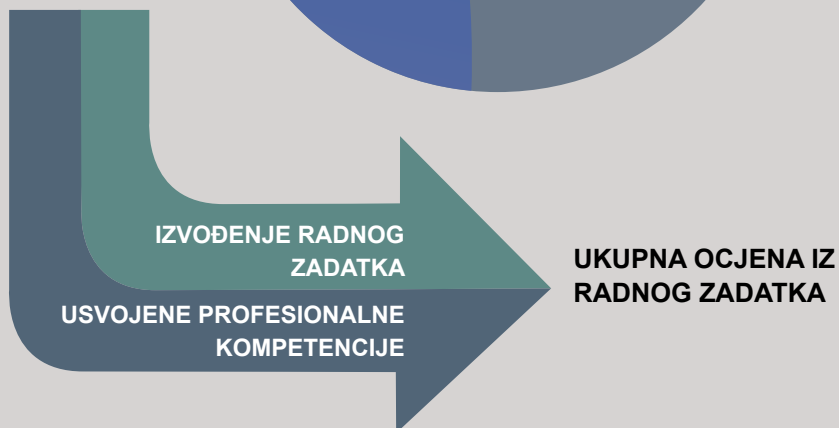 IZVOĐENJE RADNOG
ZADATKA
USVOJENE PROFESIONALNE
KOMPETENCIJE
UKUPNA OCJENA IZ
RADNOG ZADATKA